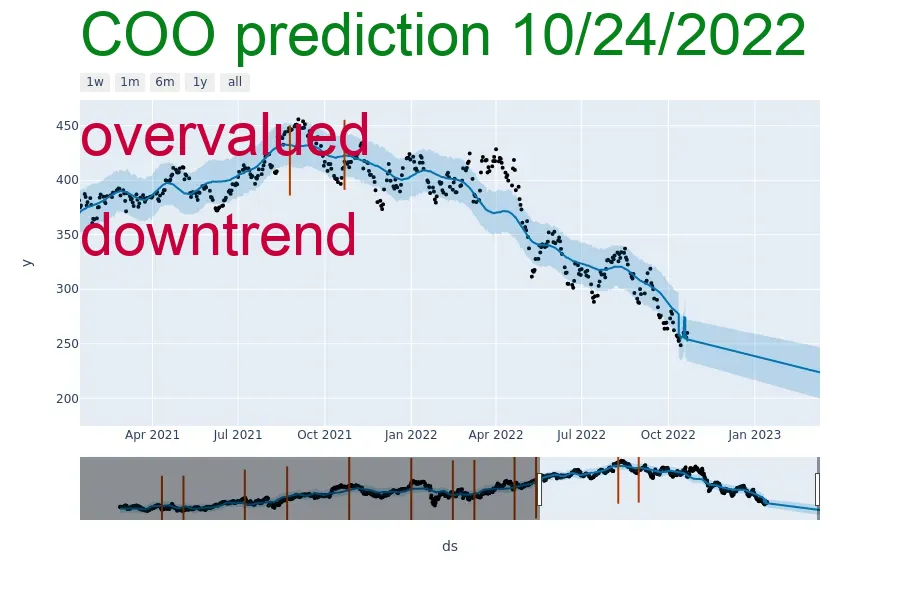 COO prediction 10/24/2022
1w 1m 6m 1y all
overvalued
downtrend
y
450
400
350
300
250
200
Apr 2021 Jul 2021 Oct 2021 Jan 2022 Apr 2022 Jul 2022 Oct 2022 Jan 2023
ds